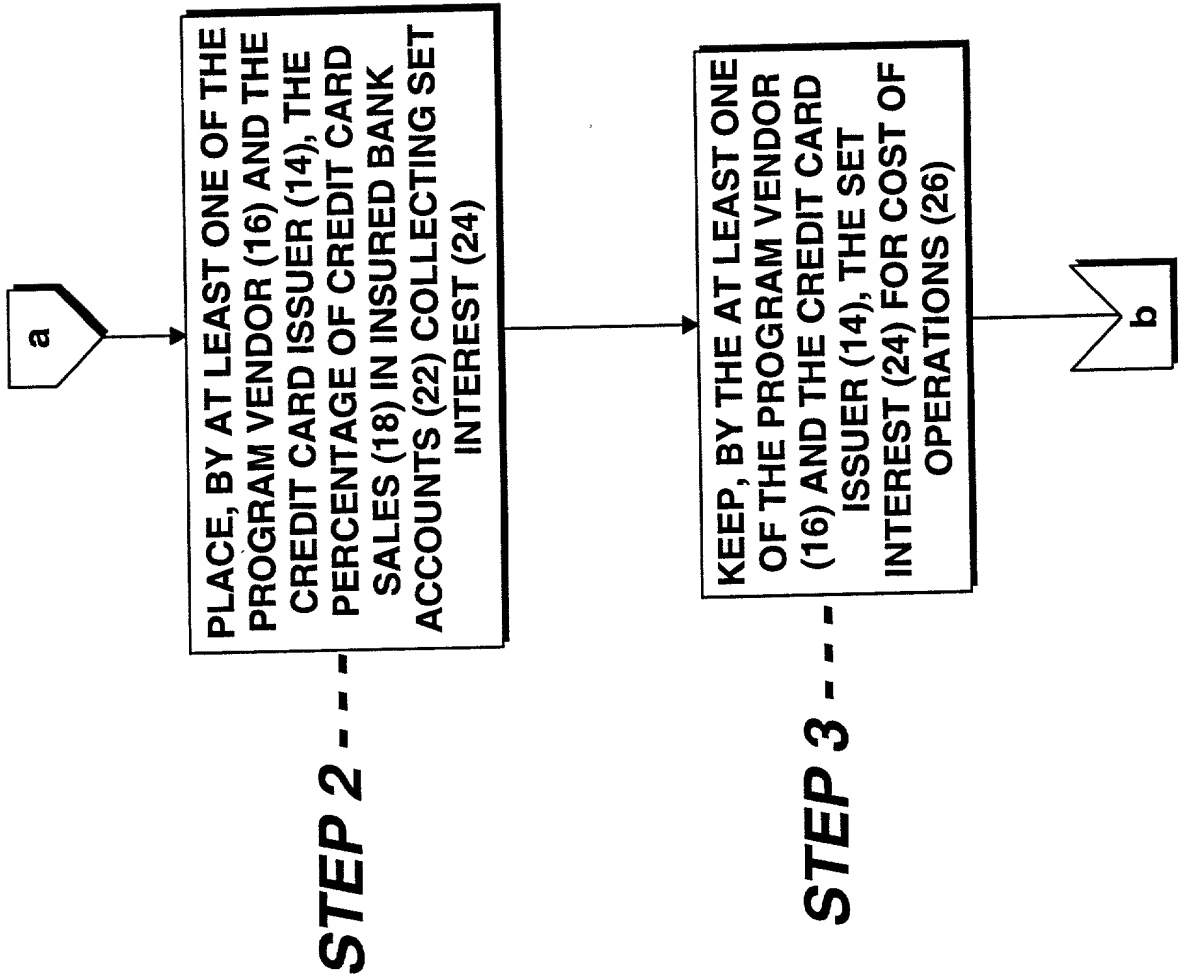 a
STEP 2 - - -
PLACE, BY AT LEAST ONE OF THE
PROGRAM VENDOR (16) AND THE
CREDIT CARD ISSUER (14), THE
PERCENTAGE OF CREDIT CARD
SALES (18) IN INSURED BANK
ACCOUNTS (22) COLLECTING SET
INTEREST (24)
STEP 3 - - -
KEEP, BY THE AT LEAST ONE
OF THE PROGRAM VENDOR
(16) AND THE CREDIT CARD
ISSUER (14), THE SET
INTEREST (24) FOR COST OF
OPERATIONS (26)
b